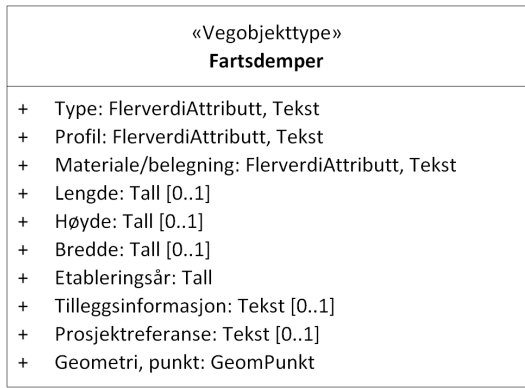 «Vegobjekttype»
Fartsdemper
+ Type: FlerverdiAttributt, Tekst
+ Profil: FlerverdiAttributt, Tekst
+ Materiale/belegning: FlerverdiAttributt, Tekst
+ Lengde: Tall [0..1]
+ Høyde: Tall [0..1]
+ Bredde: Tall [0..1]
+ Etableringsår: Tall
+ Tilleggsinformasjon: Tekst [0..1]
+ Prosjektreferanse: Tekst [0..1]
+ Geometri, punkt: GeomPunkt